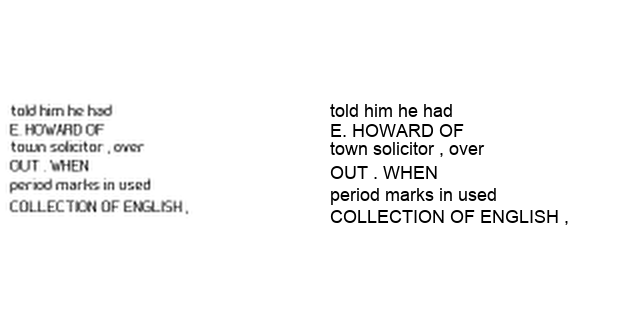 told him he had
E. HOWARD OF
town solicitor , over
OUT . WHEN
period marks in used
COLLECTION OF ENGLISH ,
told him he had
E. HOWARD OF
town solicitor , over
OUT . WHEN
period marks in used
COLLECTION OF ENGLISH ,